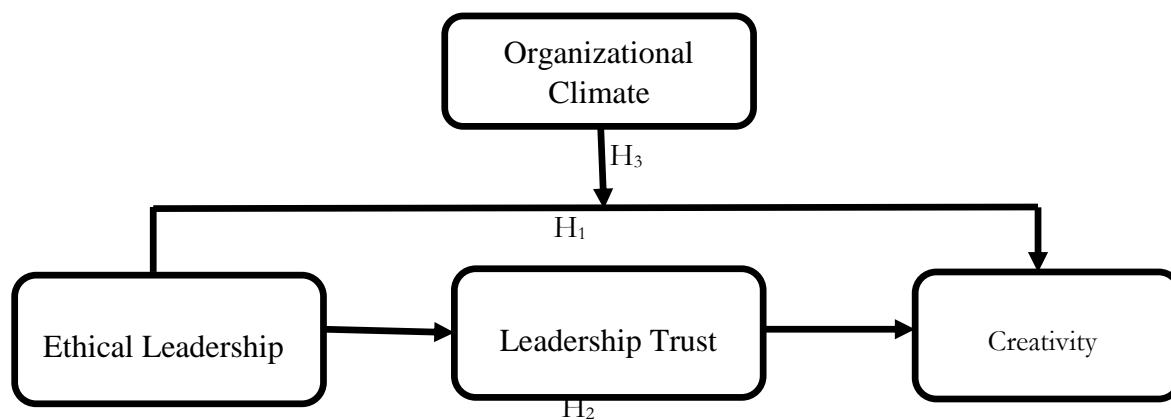 Organizational
Climate
H₃
H₁
Ethical Leadership
Leadership Trust
Creativity
H₂